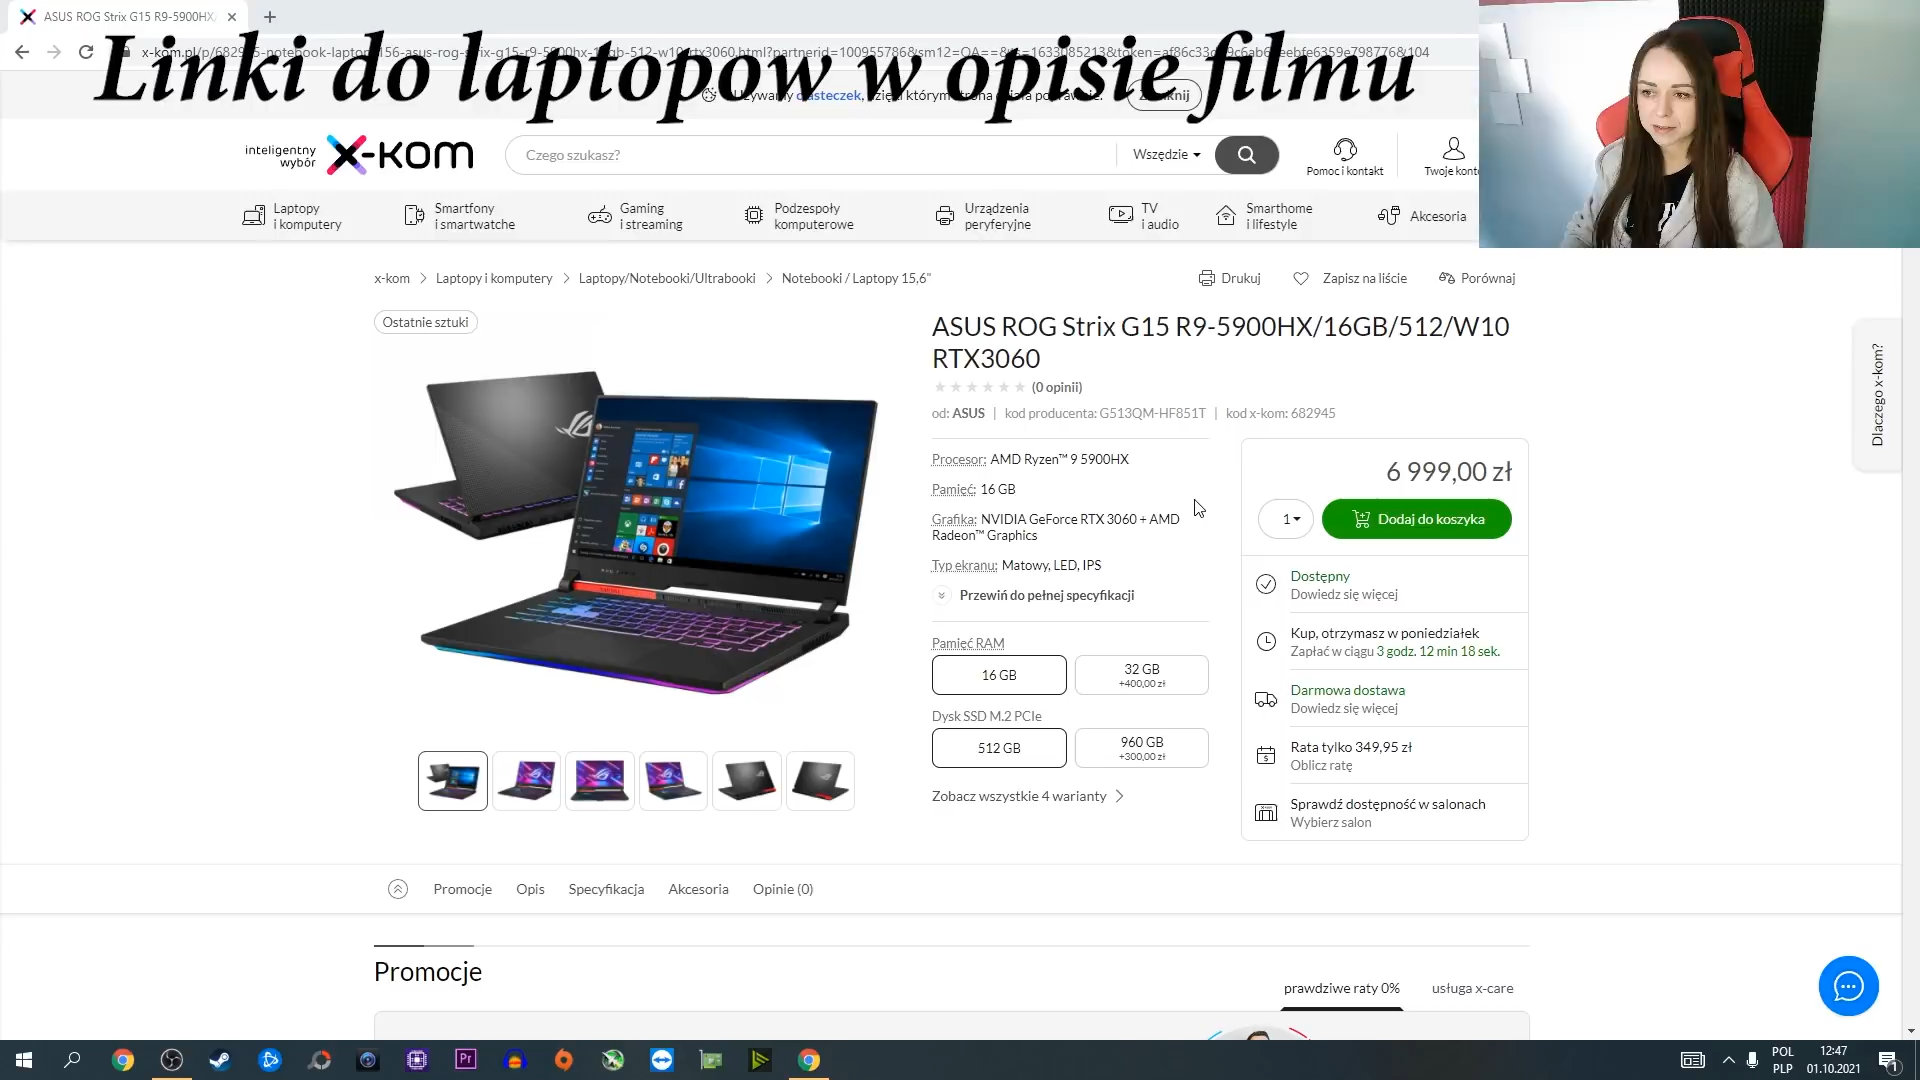 ASUS ROG Strix G15 R9-5900HX/
Linki do laptopow w opisie filmu
Zamknij
inteligentny wybór x-kom
Czego szukasz?
Wszędzie
Pomoc i kontakt
Twoje konto
Laptopy i komputery
Smartfony i smartwatche
Gaming i streaming
Podzespoły komputerowe
Urządzenia peryferyjne
TV i audio
Smarthome i lifestyle
Akcesoria
x-kom > Laptopy i komputery > Laptopy/Notebooki/Ultrabooki > Notebooki / Laptopy 15,6"
Drukuj
Zapisz na liście
Porównaj
Ostatnie sztuki
ASUS ROG Strix G15 R9-5900HX/16GB/512/W10
RTX3060
(0 opinii)
od: ASUS | kod producenta: G513QM-HF851T | kod x-kom: 682945
Procesor: AMD Ryzen™ 9 5900HX
Pamięć: 16 GB
Grafika: NVIDIA GeForce RTX 3060 + AMD
Radeon™ Graphics
Typ ekranu: Matowy, LED, IPS
Przewiń do pełnej specyfikacji
Pamięć RAM
16 GB
32 GB
+400,00 zł
Dysk SSD M.2 PCIe
512 GB
960 GB
+300,00 zł
Zobacz wszystkie 4 warianty
6 999,00 zł
1
Dodaj do koszyka
Dostępny
Dowiedz się więcej
Kup, otrzymasz w poniedziałek
Zapłać w ciągu 3 godz. 12 min 18 sek.
Darmowa dostawa
Dowiedz się więcej
Rata tylko 349,95 zł
Oblicz ratę
Sprawdź dostępność w salonach
Wybierz salon
Dlaczego x-kom?
Promocje
Opis
Specyfikacja
Akcesoria
Opinie (0)
Promocje
prawdziwe raty 0%
usługa x-care
Pr
POL
PLP
12:47
01.10.2021
1